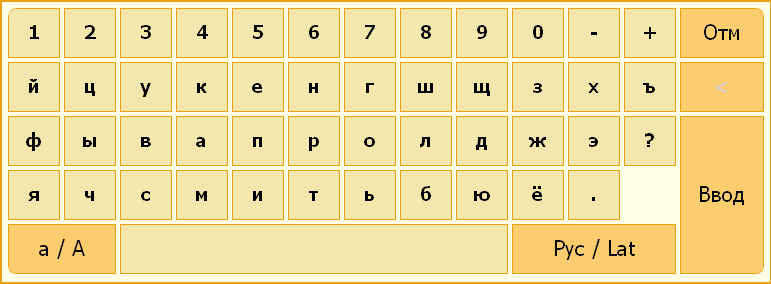 1 2 3 4 5 6 7 8 9 0 - + Отм
й ц у к е н г ш щ з х ъ <
ф ы в а п р о л д ж э ?
я ч с м и т ь б ю ё . Ввод
а / А Рус / Lat